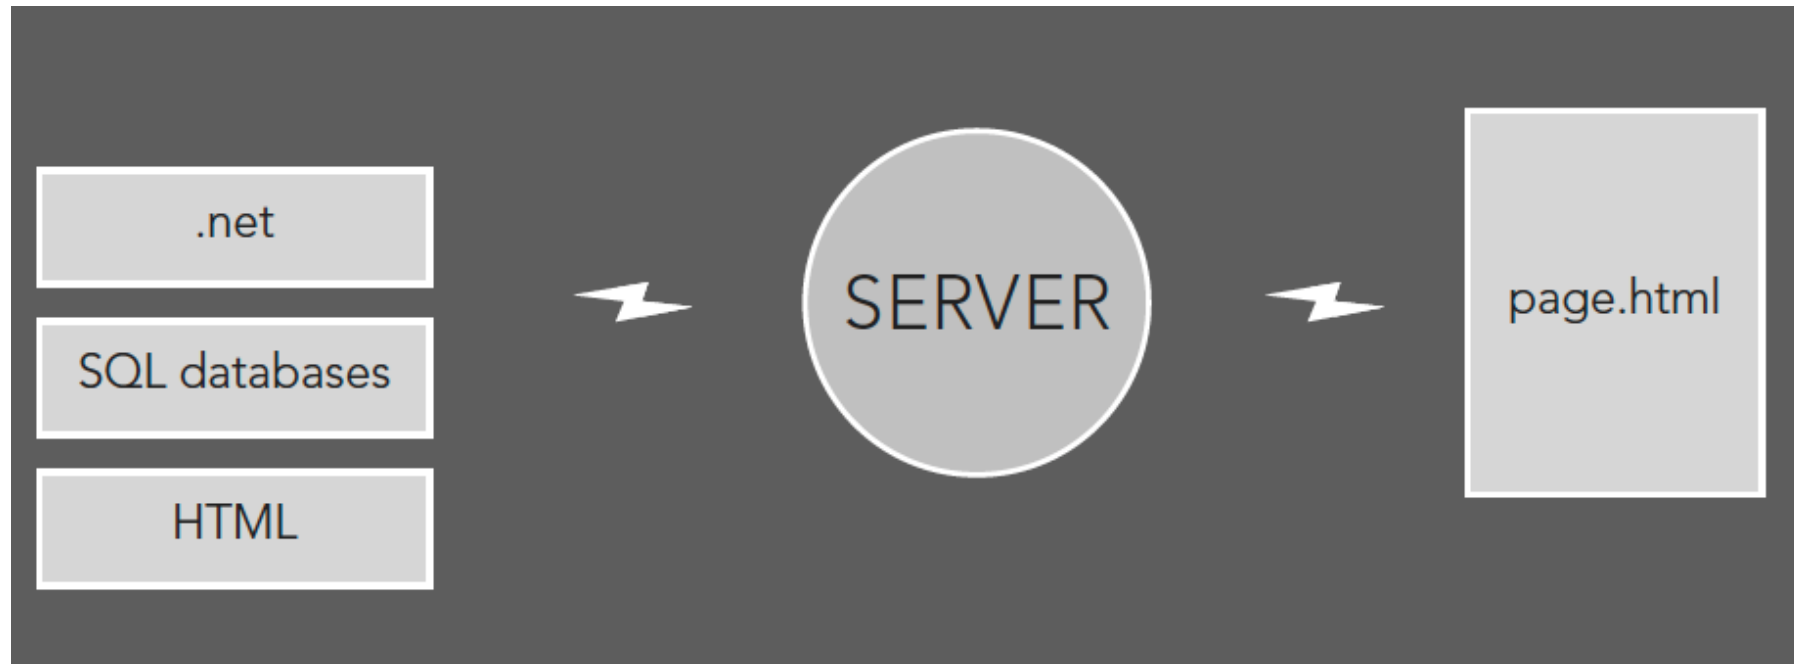 .net
SQL databases
HTML
SERVER
page.html